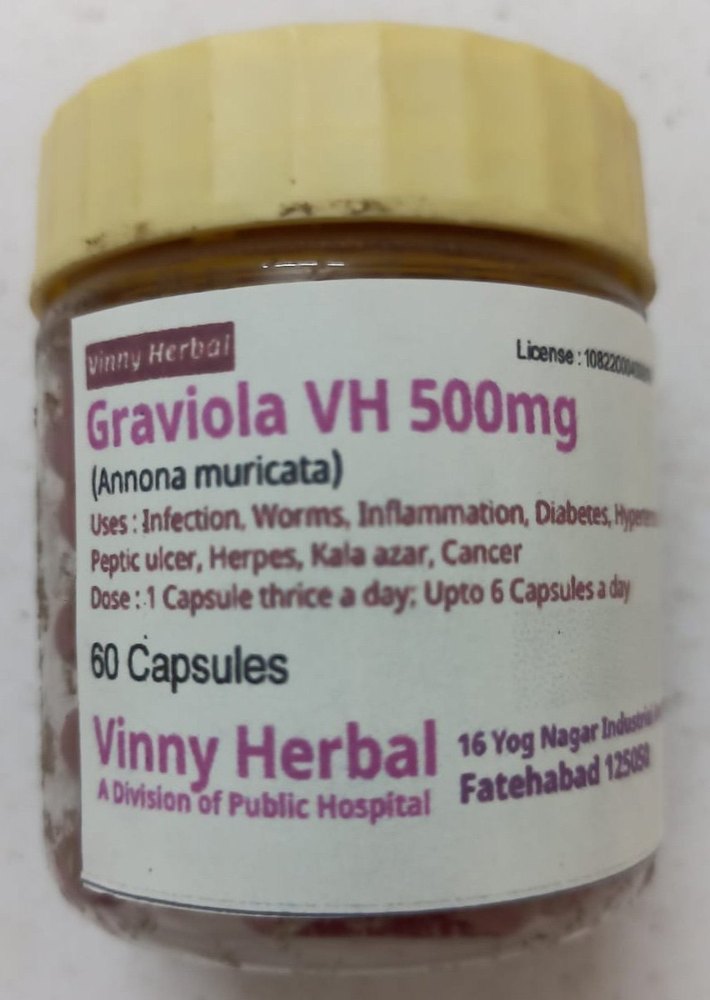 Vinny Herbal
License : 10822000
Graviola VH 500mg
(Annona muricata)
Uses : Infection, Worms, Inflammation, Diabetes,
Peptic ulcer, Herpes, Kala azar, Cancer
Dose : 1 Capsule thrice a day; Upto 6 Capsules a day
60 Capsules
Vinny Herbal
A Division of Public Hospital
16 Yog Nagar
Fatehabad 125050